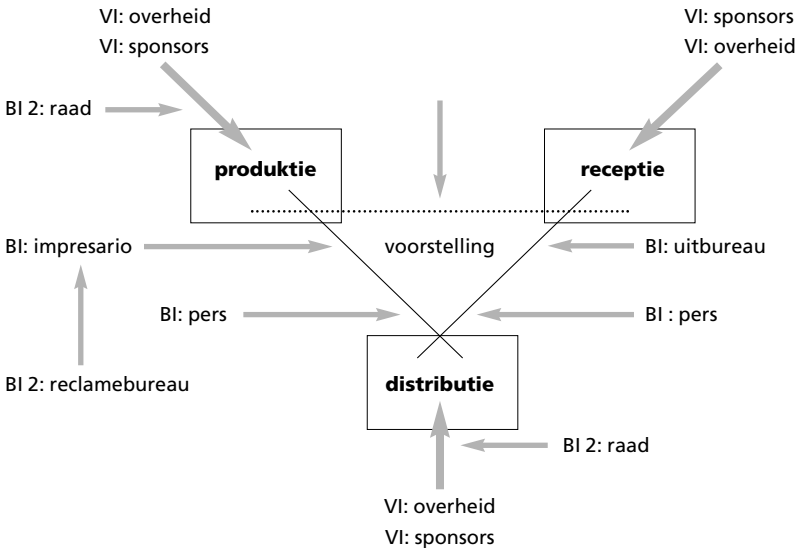 VI: overheid
VI: sponsors
VI: sponsors
VI: overheid
BI 2: raad
produktie
receptie
BI: impresario
voorstelling
BI: uitbureau
BI: pers
BI : pers
BI 2: reclamebureau
distributie
BI 2: raad
VI: overheid
VI: sponsors